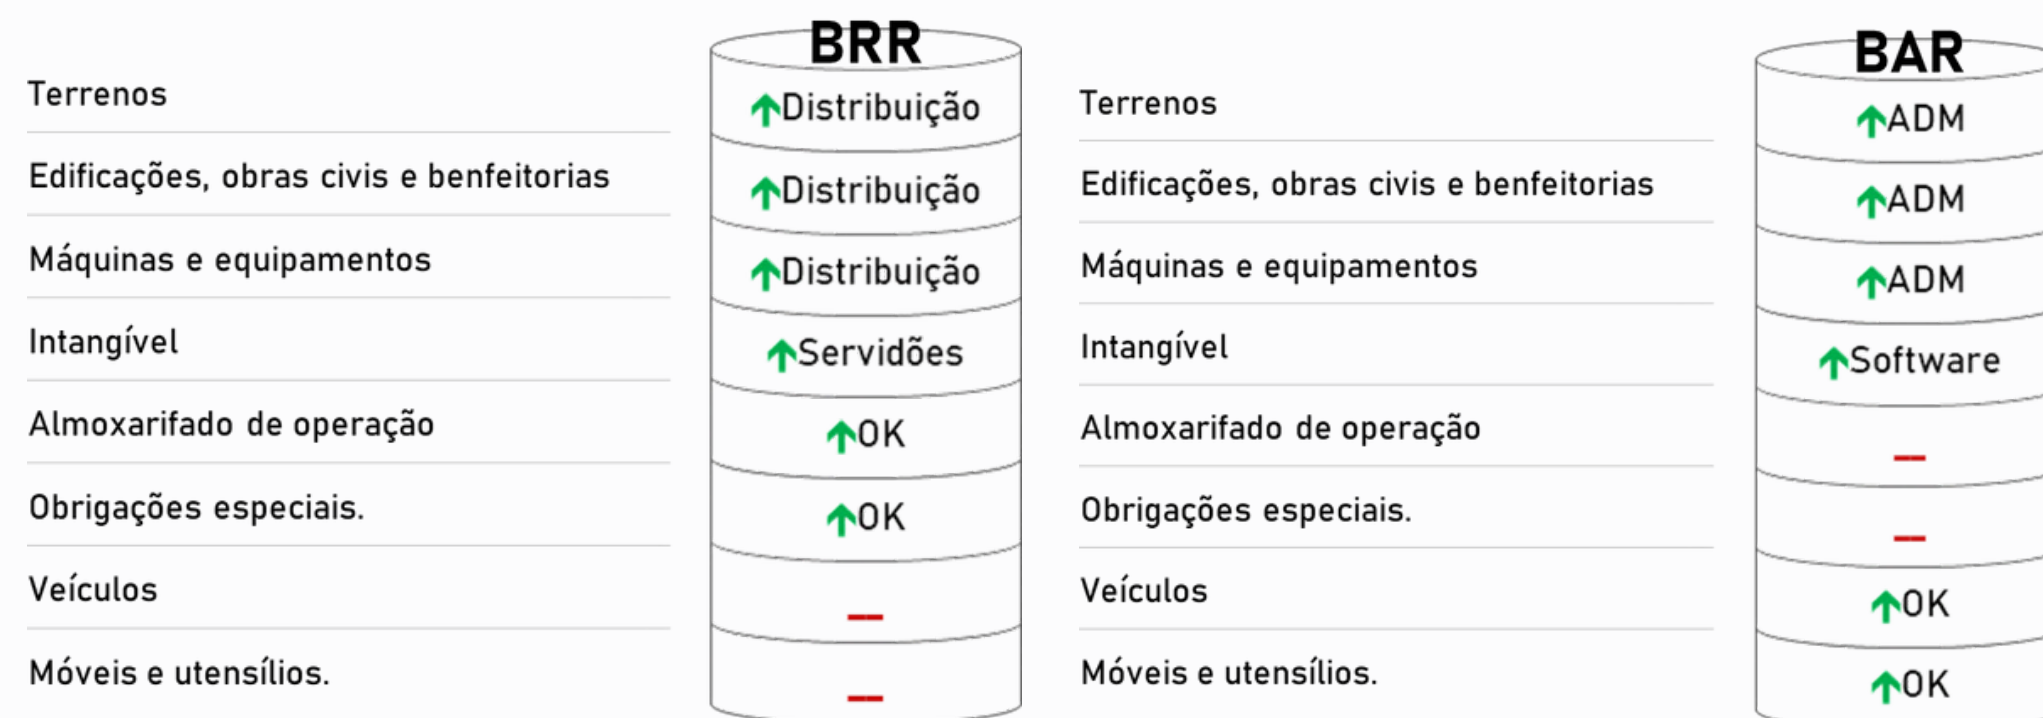 BRR
Terrenos
Distribuição
Edificações, obras civis e benfeitorias
Distribuição
Máquinas e equipamentos
Distribuição
Intangível
Servidões
Almoxarifado de operação
OK
Obrigações especiais.
OK
Veículos
—
Móveis e utensílios.
—
BAR
Terrenos
ADM
Edificações, obras civis e benfeitorias
ADM
Máquinas e equipamentos
ADM
Intangível
Software
Almoxarifado de operação
—
Obrigações especiais.
—
Veículos
OK
Móveis e utensílios.
OK